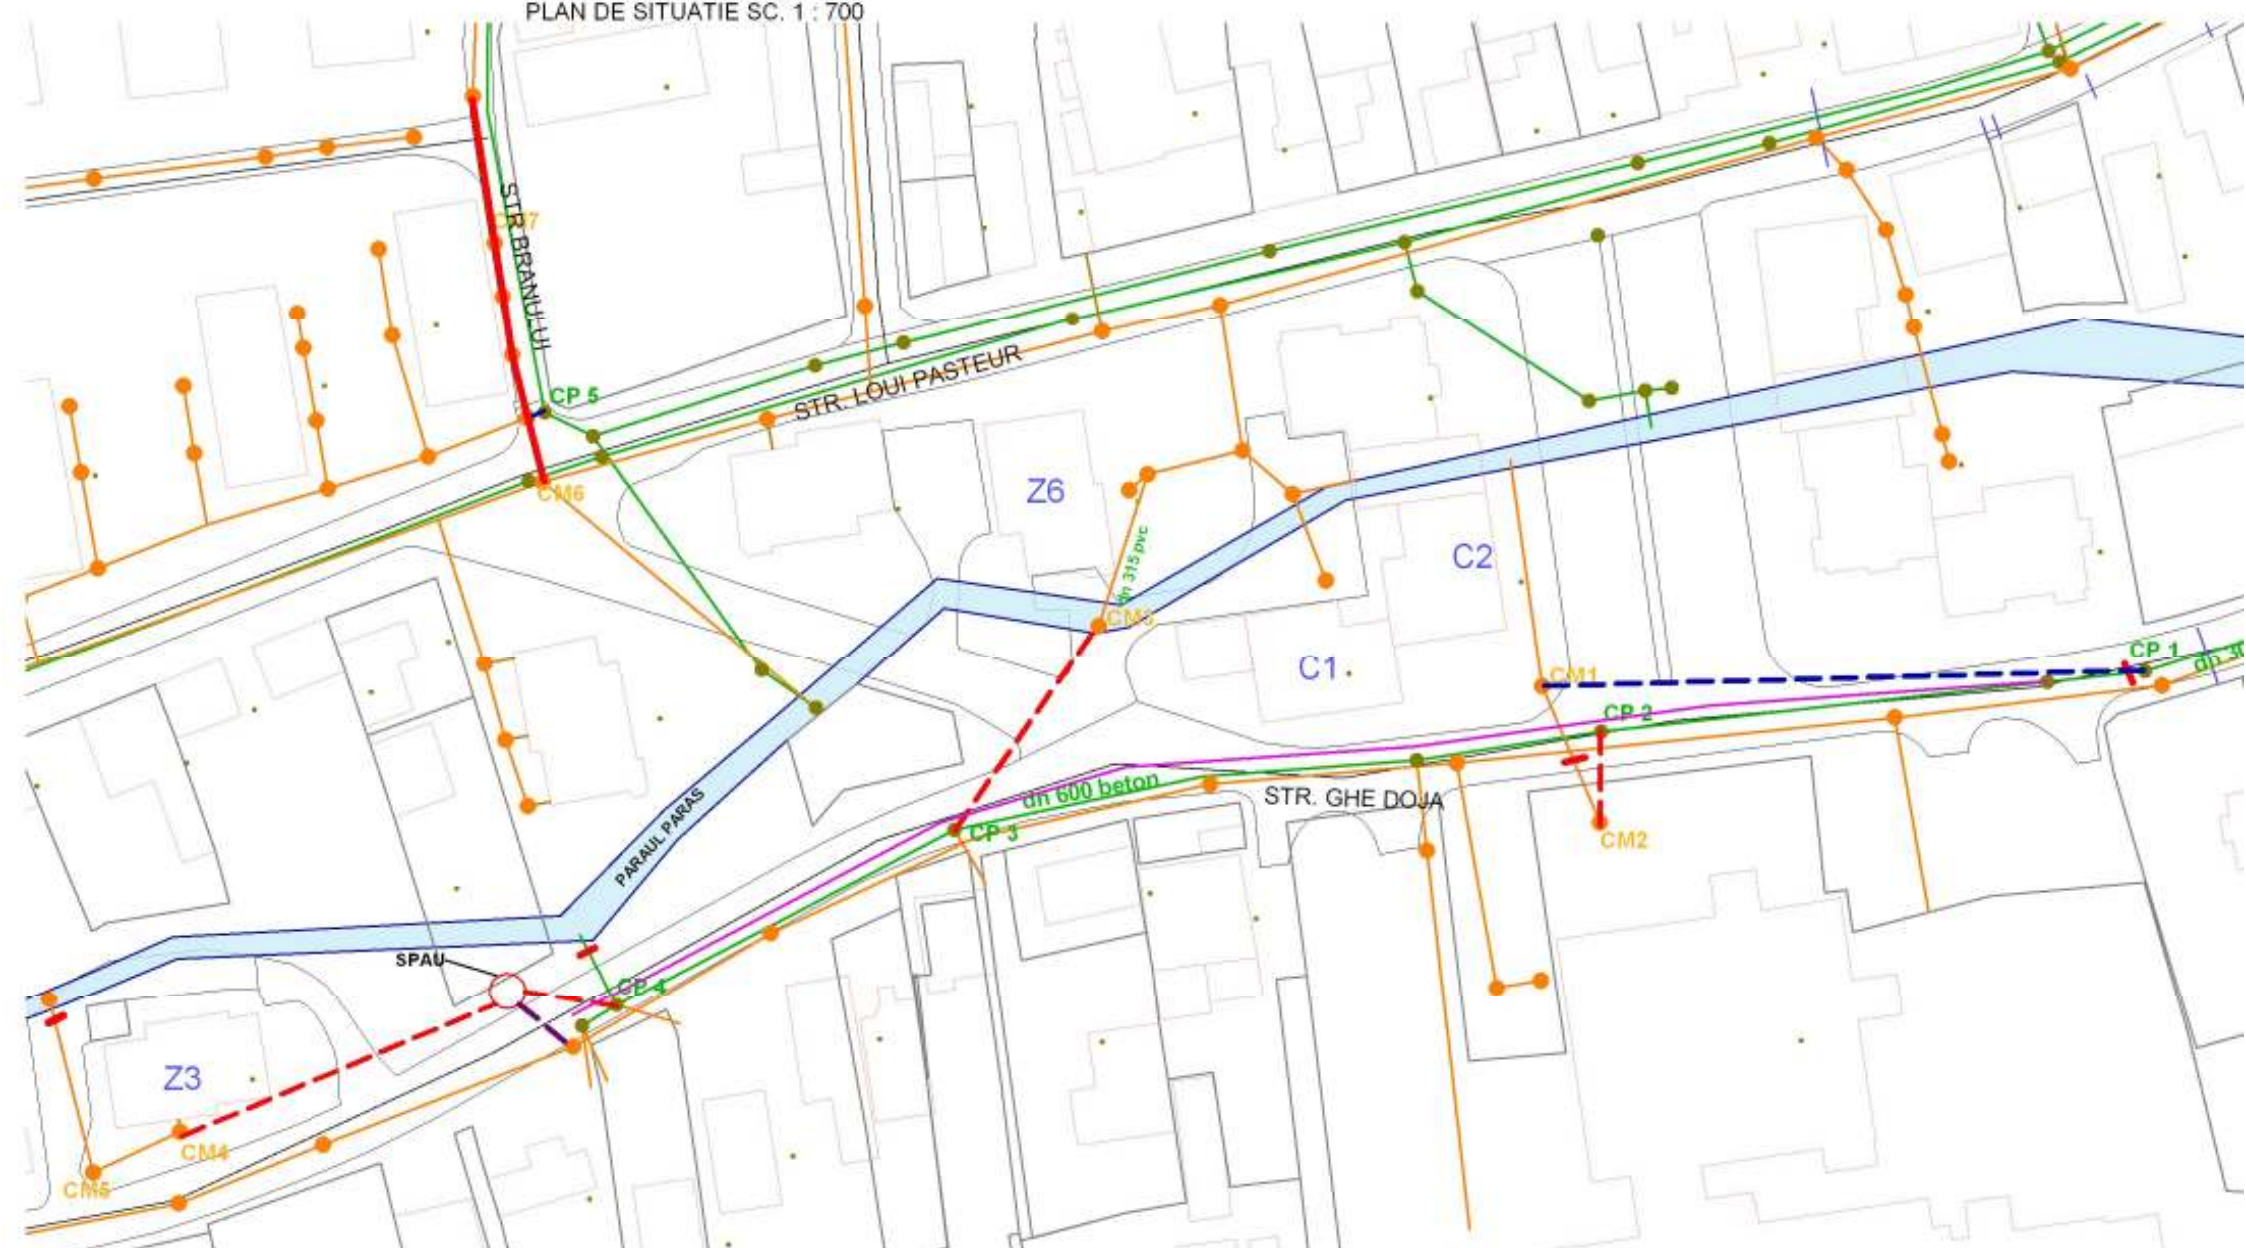 PLAN DE SITUATIE SC. 1 : 700
STR.BRANULUI
CP 5
STR. LOUI PASTEUR
CM6
Z6
dn 315 pvc
C2
CM3
C1
CM1
CP 1
CP 2
dn 600 beton
STR. GHE DOJA
CP 3
CM2
PARAUL PARAS
SPAU
CP 4
Z3
CM4
CM5